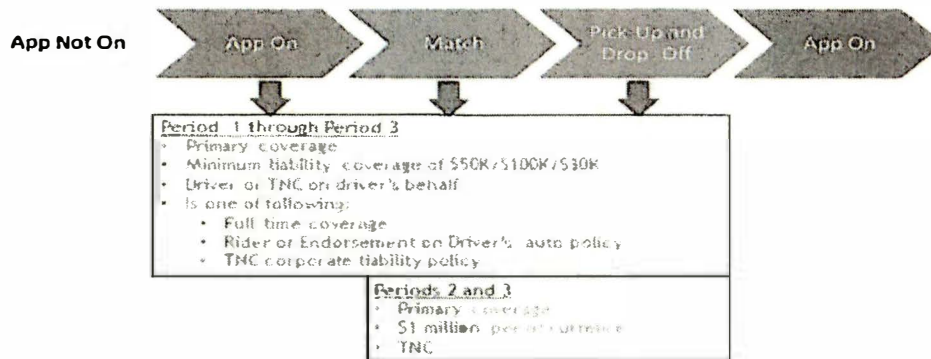 App Not On
App On
Match
Pick-Up and
Drop-Off
App On
Period 1 through Period 3
• Primary coverage
• Minimum liability coverage of $50K/$100K/$30K
• Driver or TNC on driver's behalf
• Is one of following:
• Full time coverage
• Rider or Endorsement on Driver's auto policy
• TNC corporate liability policy
Periods 2 and 3
• Primary coverage
• $1 million per occurrence
• TNC